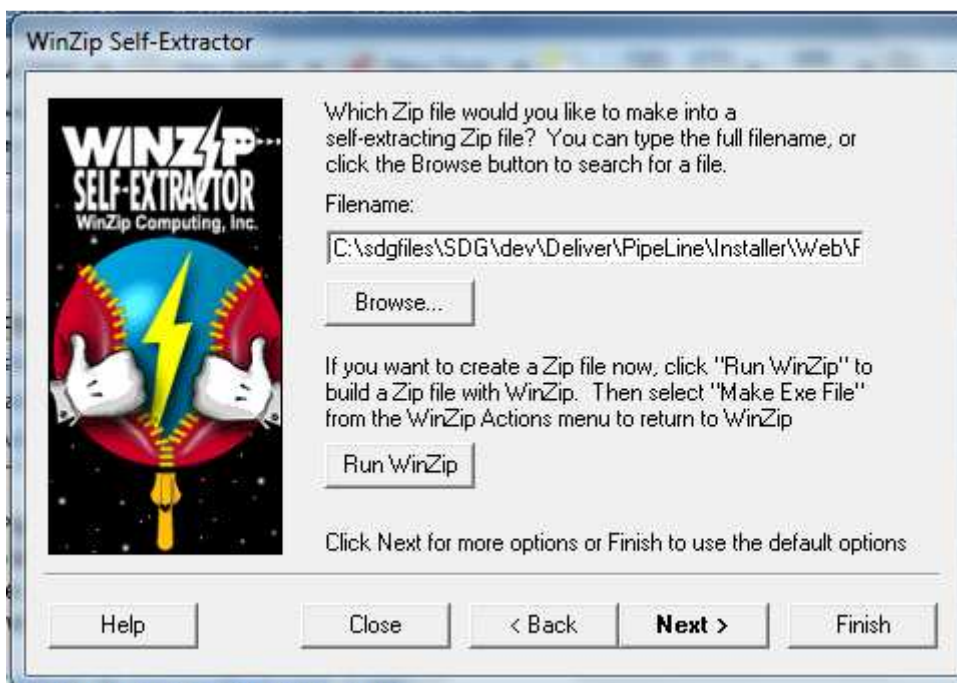 WinZip Self-Extractor
WINZIP
SELF-EXTRACTOR
WinZip Computing, Inc.
Which Zip file would you like to make into a
self-extracting Zip file?  You can type the full filename, or
click the Browse button to search for a file.
Filename:
C:\sdgfiles\SDG\dev\Deliver\PipeLine\Installer\Web\F
Browse...
If you want to create a Zip file now, click "Run WinZip" to
build a Zip file with WinZip.  Then select "Make Exe File"
from the WinZip Actions menu to return to WinZip
Run WinZip
Click Next for more options or Finish to use the default options
Help
Close
< Back
Next >
Finish